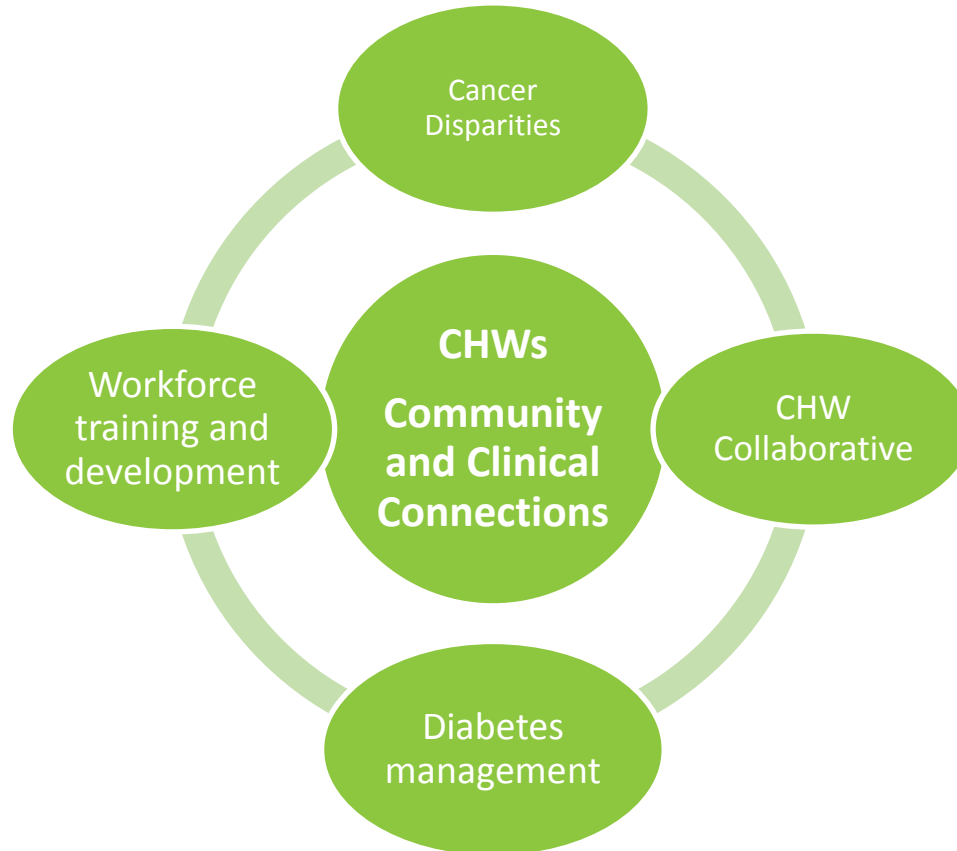 Cancer
Disparities
CHWs
Community
and Clinical
Connections
Workforce
training and
development
CHW
Collaborative
Diabetes
management